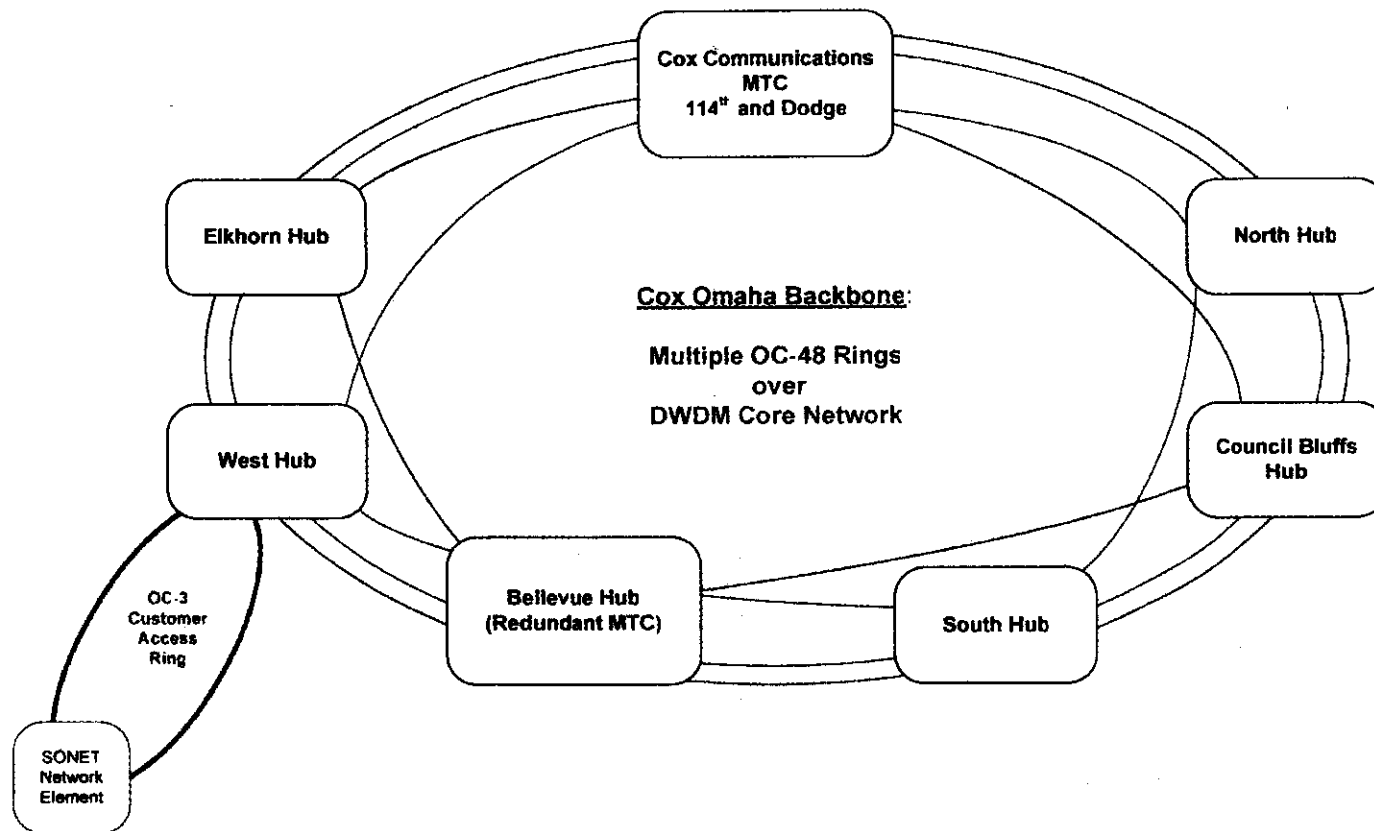 Cox Communications
MTC
114th and Dodge
Elkhorn Hub
North Hub
Cox Omaha Backbone:
Multiple OC-48 Rings
over
DWDM Core Network
West Hub
Council Bluffs
Hub
Bellevue Hub
(Redundant MTC)
South Hub
OC-3
Customer
Access
Ring
SONET
Network
Element